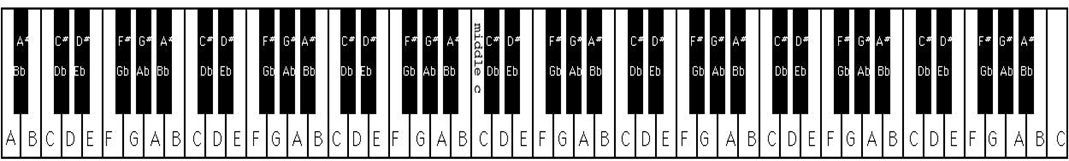 A# C# D# F# G# A# C# D# F# G# A# C# D# F# G# A# C# D# F# G# A# C# D# F# G# A# C# D# F# G# A# C# D# F# G# A#
Bb Db Eb Gb Ab Bb Db Eb Gb Ab Bb Db Eb Gb Ab Bb Db Eb Gb Ab Bb Db Eb Gb Ab Bb Db Eb Gb Ab Bb Db Eb Gb Ab Bb
middle c
A B C D E F G A B C D E F G A B C D E F G A B C D E F G A B C D E F G A B C D E F G A B C D E F G A B C